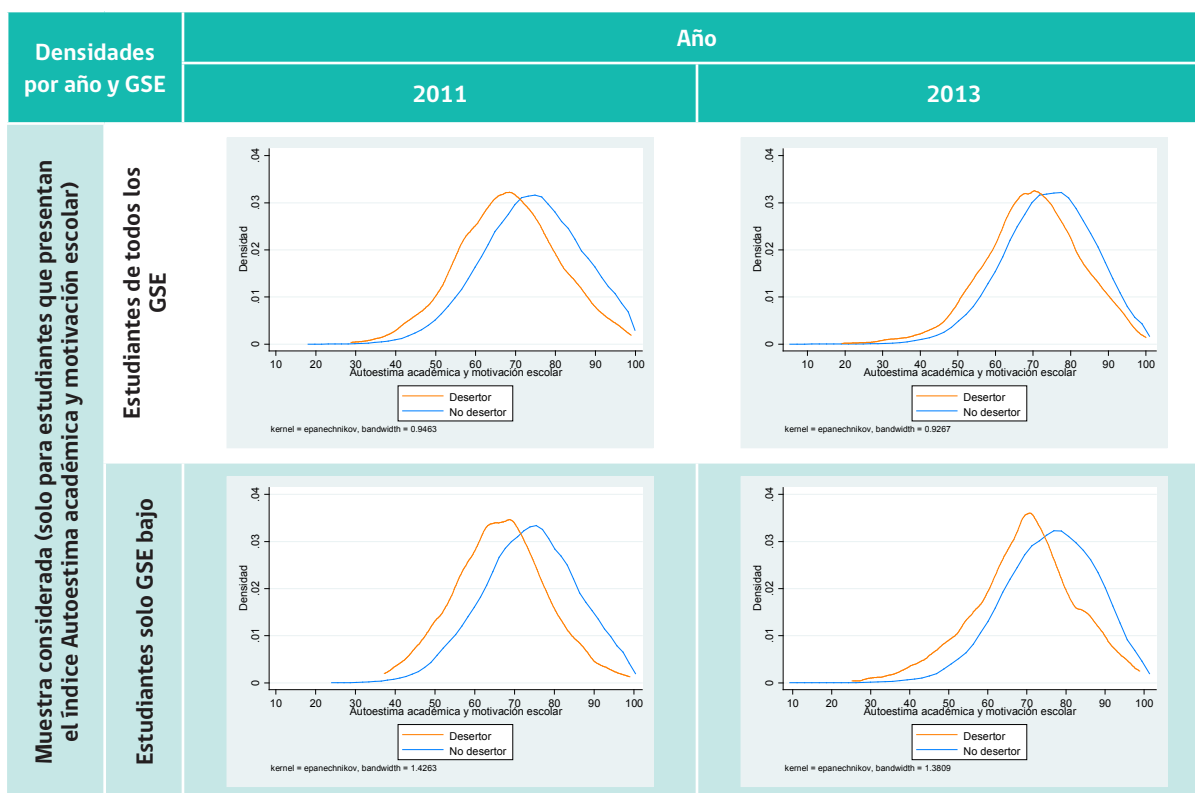 Densidades
por año y GSE
Año
2011
2013
Muestra considerada (solo para estudiantes que presentan
el índice Autoestima académica y motivación escolar)
Estudiantes de todos los
GSE
.04
.03
.02
.01
0
Densidad
10 20 30 40 50 60 70 80 90 100
Autoestima académica y motivación escolar
Desertor
No desertor
kernel = epanechnikov, bandwidth = 0.9463
.04
.03
.02
.01
0
Densidad
10 20 30 40 50 60 70 80 90 100
Autoestima académica y motivación escolar
Desertor
No desertor
kernel = epanechnikov, bandwidth = 0.9267
Estudiantes solo GSE bajo
.04
.03
.02
.01
0
Densidad
10 20 30 40 50 60 70 80 90 100
Autoestima académica y motivación escolar
Desertor
No desertor
kernel = epanechnikov, bandwidth = 1.4263
.04
.03
.02
.01
0
Densidad
10 20 30 40 50 60 70 80 90 100
Autoestima académica y motivación escolar
Desertor
No desertor
kernel = epanechnikov, bandwidth = 1.3809